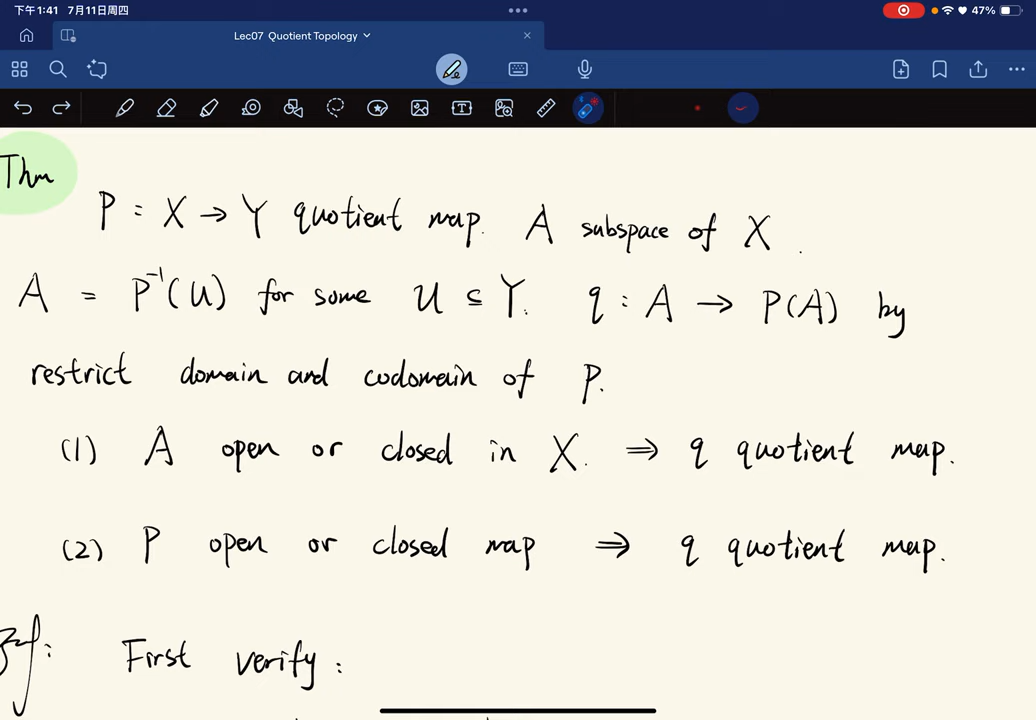 下午1:41 7月11日周四
47%
Lec07 Quotient Topology
Thm
P : X → Y quotient map. A subspace of X.
A = P⁻¹(U) for some U ⊆ Y. q : A → P(A) by
restrict domain and codomain of P.
(1) A open or closed in X. ⇒ q quotient map.
(2) P open or closed map ⇒ q quotient map.
First verify :